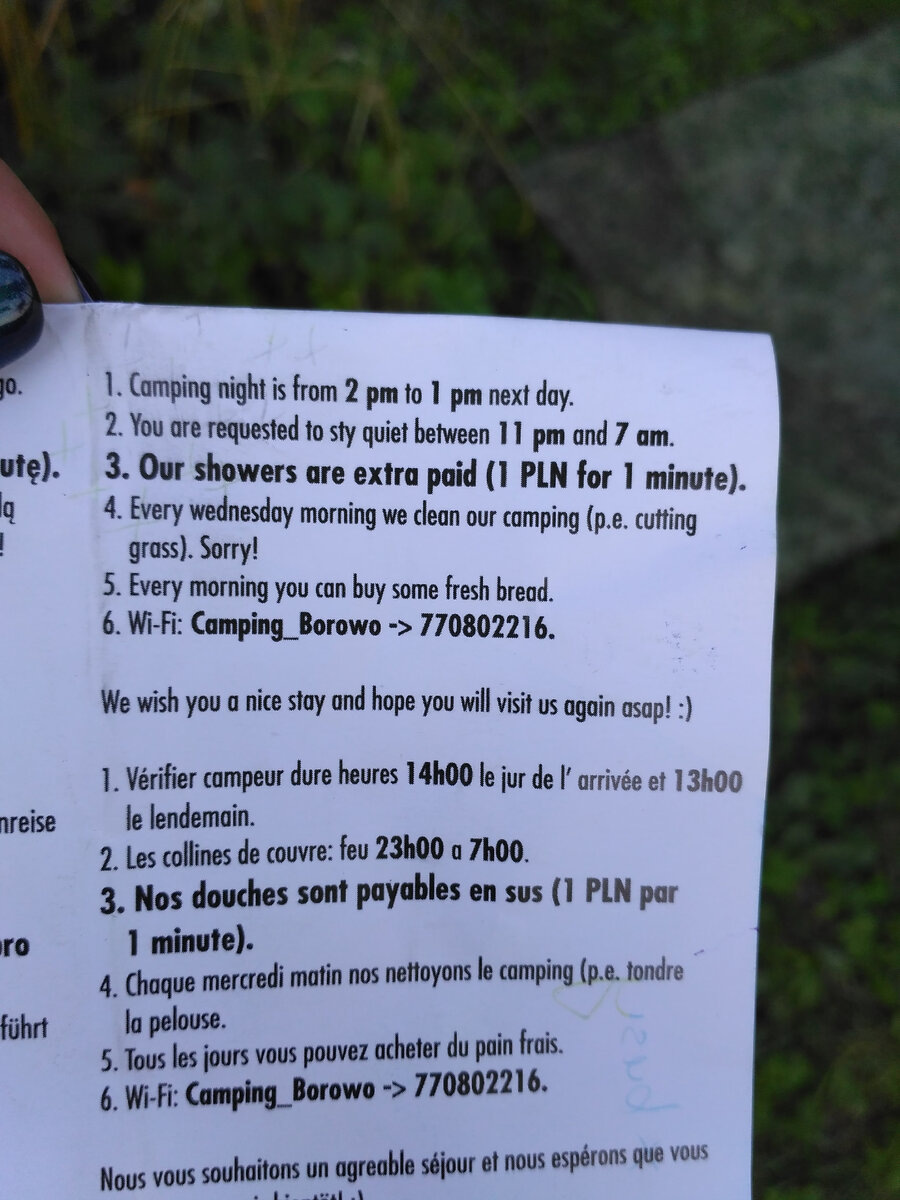 go.
utę).
lą
!
nreise
oro
führt
1. Camping night is from 2 pm to 1 pm next day.
2. You are requested to sty quiet between 11 pm and 7 am.
3. Our showers are extra paid (1 PLN for 1 minute).
4. Every wednesday morning we clean our camping (p.e. cutting
grass). Sorry!
5. Every morning you can buy some fresh bread.
6. Wi-Fi: Camping_Borowo -> 770802216.
We wish you a nice stay and hope you will visit us again asap! :)
1. Vérifier campeur dure heures 14h00 le jur de l' arrivée et 13h00
le lendemain.
2. Les collines de couvre: feu 23h00 a 7h00.
3. Nos douches sont payables en sus (1 PLN par
1 minute).
4. Chaque mercredi matin nos nettoyons le camping (p.e. tondre
la pelouse.
5. Tous les jours vous pouvez acheter du pain frais.
6. Wi-Fi: Camping_Borowo -> 770802216.
Nous vous souhaitons un agreable séjour et nous espérons que vous